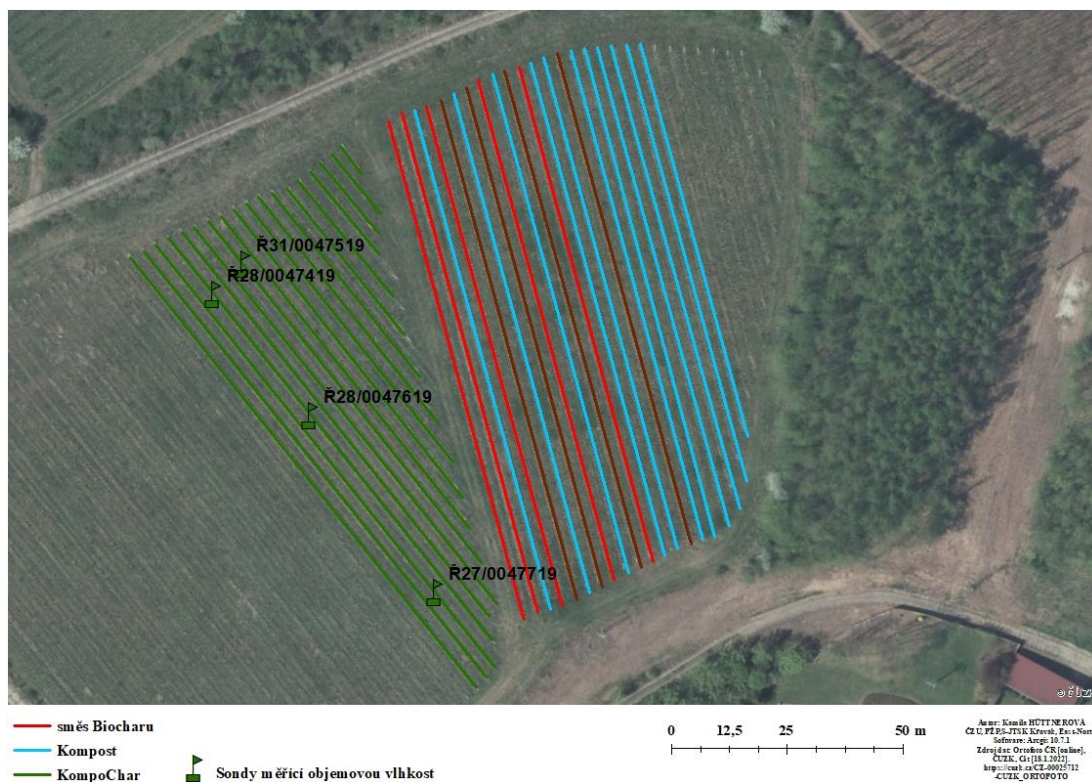 Ř31/0047519
Ř28/0047419
Ř28/0047619
Ř27/0047719
směs Biocharu
Kompost
KompoChar
Sondy měřící objemovou vlhkost
0 12,5 25 50 m
Autor: Kamila HÜTTNEROVÁ
ČZU, FŽP, S-JTSK Křovak, East-Nort
Software: Arcgis 10.7.1
Zdroj dat: Ortofoto ČR [online],
ČÚZK, Cit [18.1.2022].
https://cuzk.cz/CZ-00025712
-CUZK_ORTOFOTO